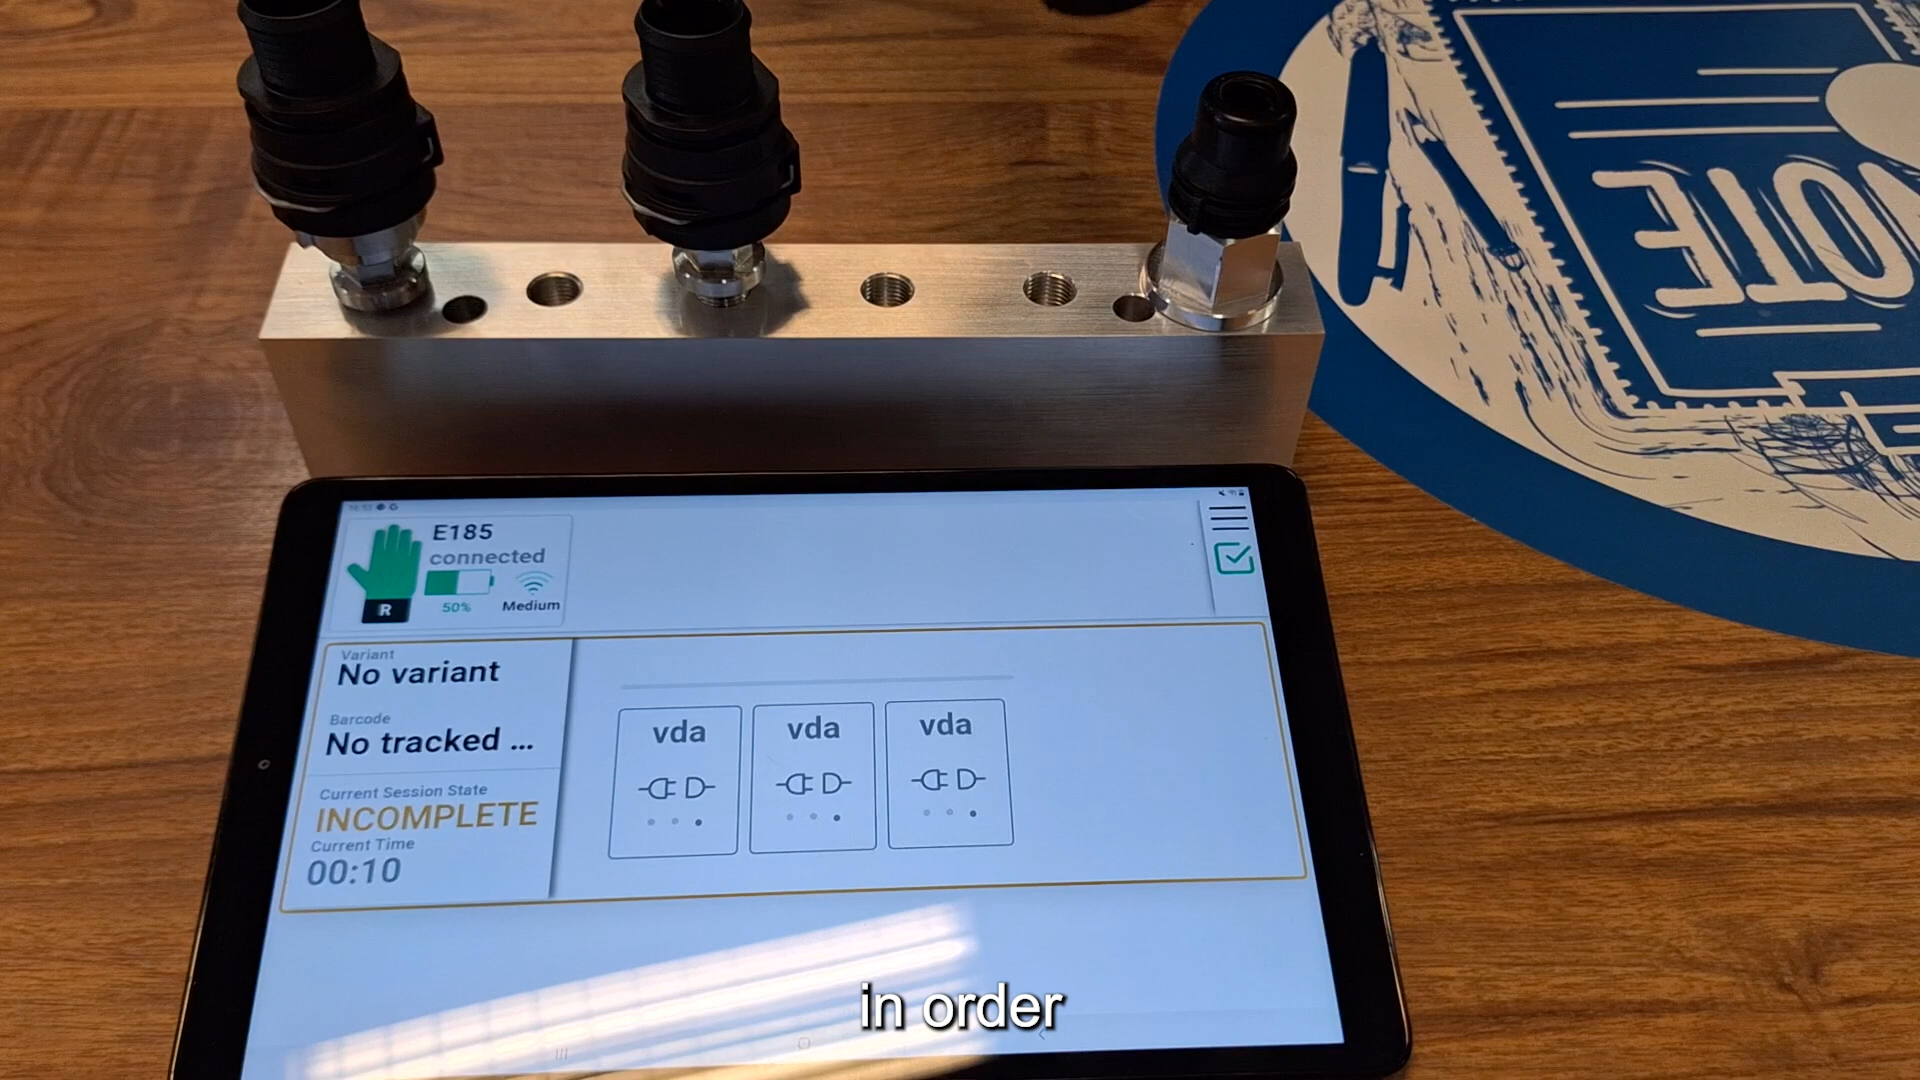 VOTE
E185
connected
R
50%
Medium
Variant
No variant
Barcode
No tracked ...
Current Session State
INCOMPLETE
Current Time
00:10
vda
vda
vda
in order